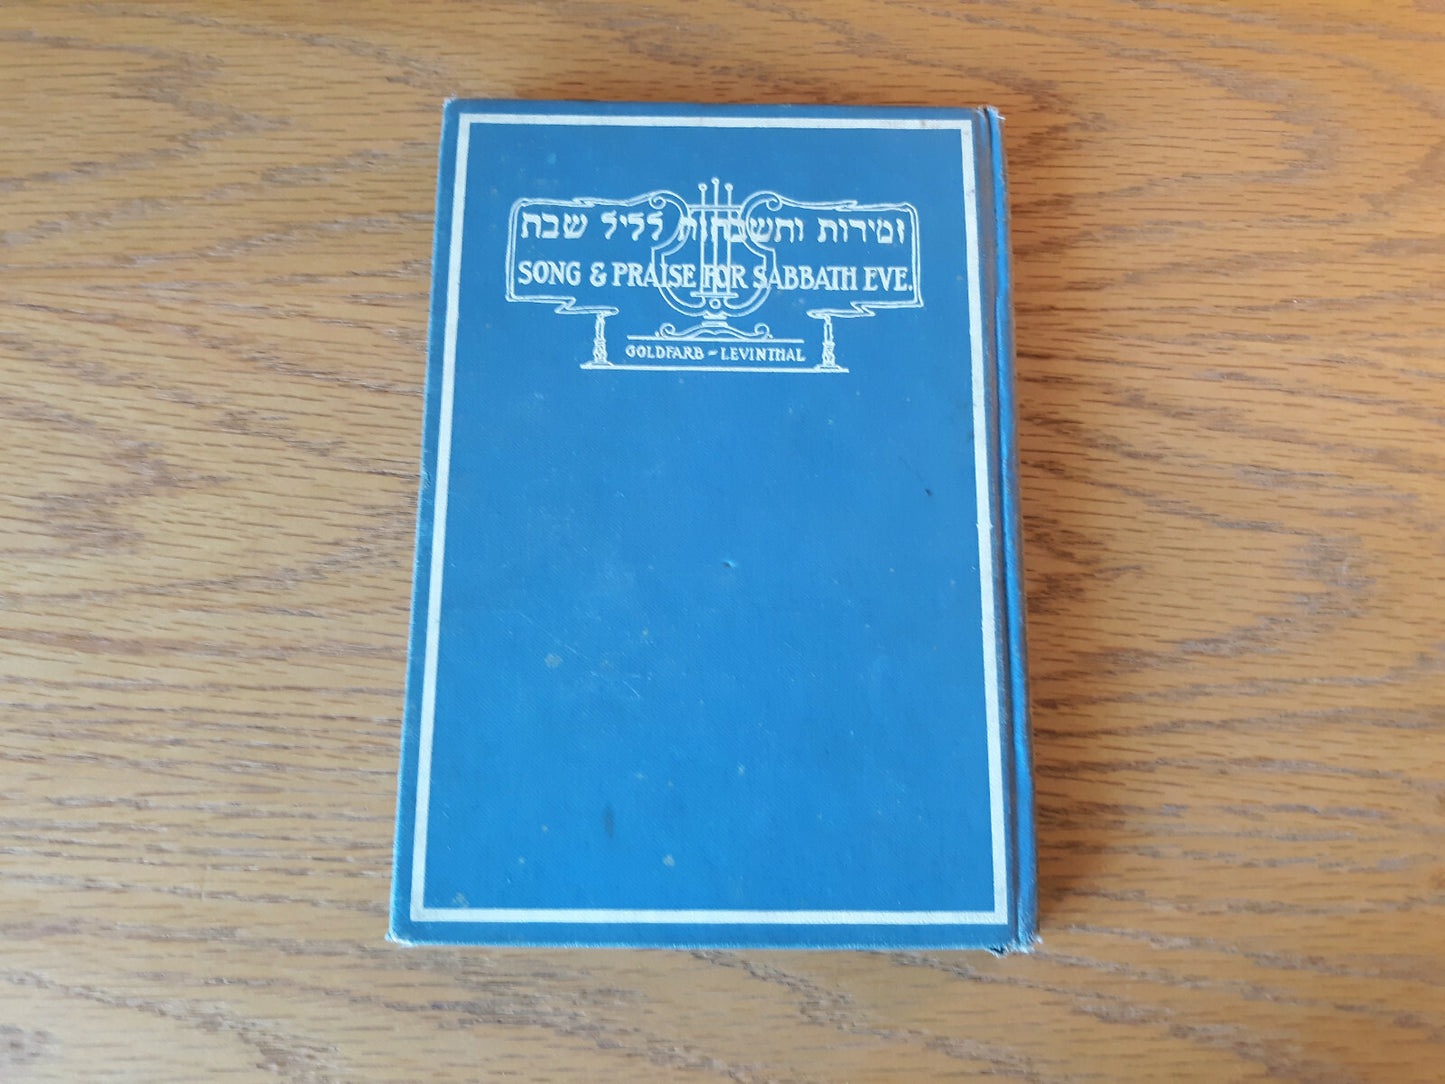 זמירות ותשבחות לליל שבת
SONG & PRAISE FOR SABBATH EVE.
GOLDFARB - LEVINTHAL